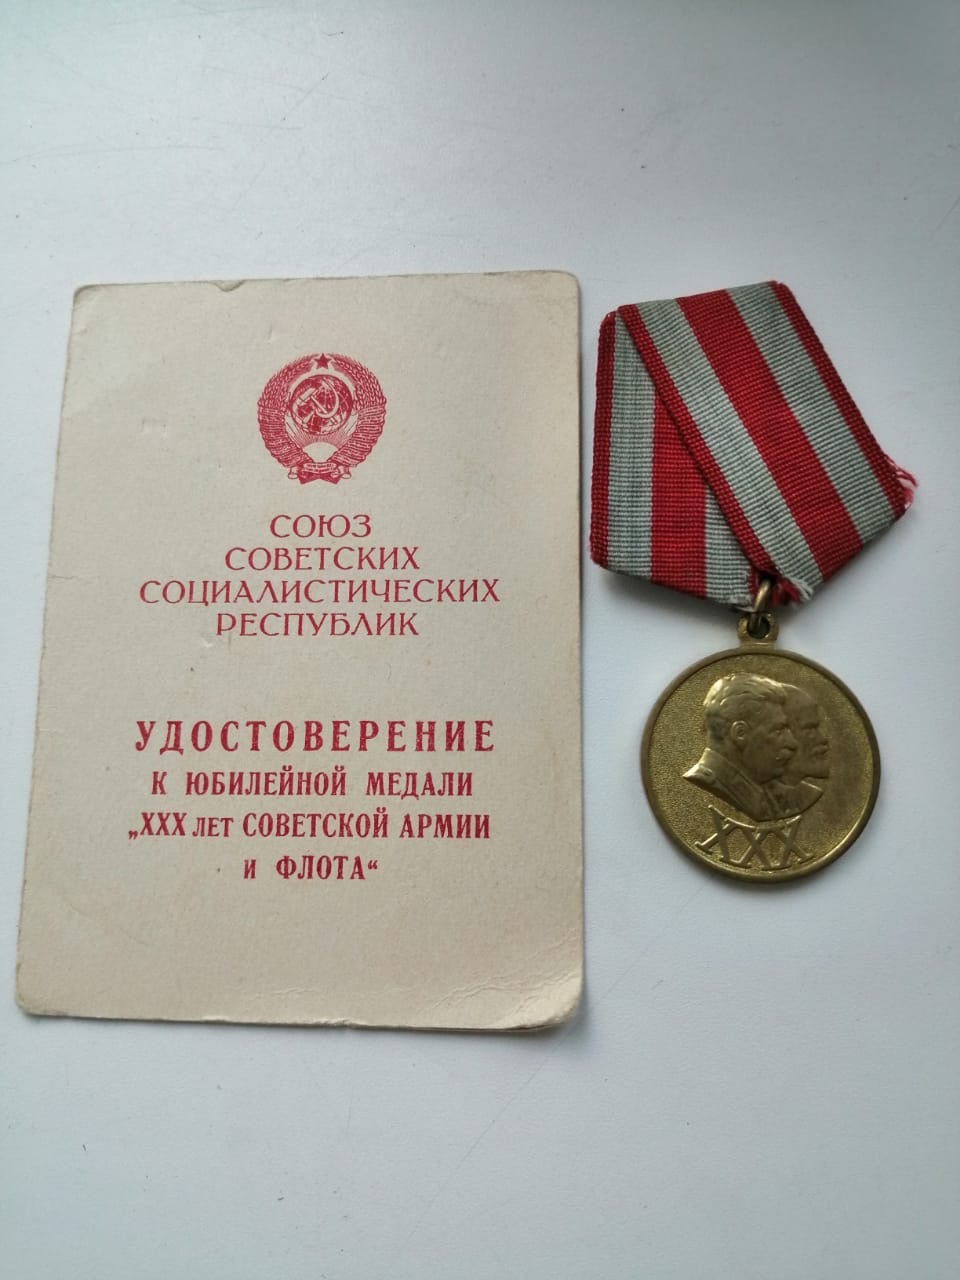 СОЮЗ
СОВЕТСКИХ
СОЦИАЛИСТИЧЕСКИХ
РЕСПУБЛИК
УДОСТОВЕРЕНИЕ
К ЮБИЛЕЙНОЙ МЕДАЛИ
„XXX лет СОВЕТСКОЙ АРМИИ
И ФЛОТА“
XXX